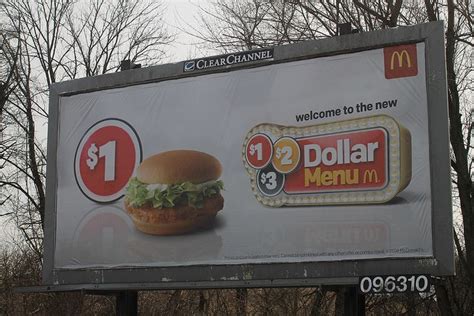 CLEAR CHANNEL
welcome to the new
$1
$1 $2 $3
Dollar
Menu
096310